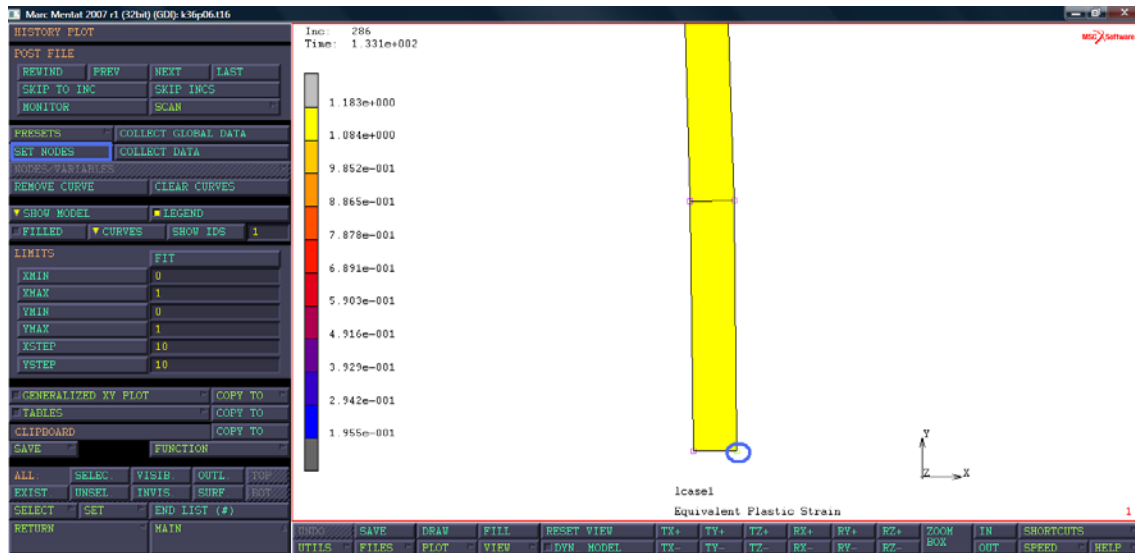 Marc Mentat 2007 r1 (32bit) (GDI): k36p06.t16
HISTORY PLOT
POST FILE
REWIND PREV NEXT LAST
SKIP TO INC SKIP INCS
MONITOR SCAN
PRESETS COLLECT GLOBAL DATA
SET NODES COLLECT DATA
NODES/VARIABLES
REMOVE CURVE CLEAR CURVES
SHOW MODEL LEGEND
FILLED CURVES SHOW IDS 1
LIMITS FIT
XMIN 0
XMAX 1
YMIN 0
YMAX 1
XSTEP 10
YSTEP 10
GENERALIZED XY PLOT COPY TO
TABLES COPY TO
CLIPBOARD COPY TO
SAVE FUNCTION
ALL: SELEC. VISIB. OUTL. TOP
EXIST UNSEL INVIS SURF BOT
SELECT SET END LIST (#)
RETURN MAIN
Inc: 286
Time: 1.331e+002
1.183e+000
1.084e+000
9.852e-001
8.865e-001
7.878e-001
6.891e-001
5.903e-001
4.916e-001
3.929e-001
2.942e-001
1.955e-001
MSC Software
Y
Z X
lcase1
Equivalent Plastic Strain
1
UNDO SAVE DRAW FILL RESET VIEW TX+ TY+ TZ+ RX+ RY+ RZ+ ZOOM BOX IN SHORTCUTS
UTILS FILES PLOT VIEW DYN. MODEL TX- TY- TZ- RX- RY- RZ- OUT SPEED HELP